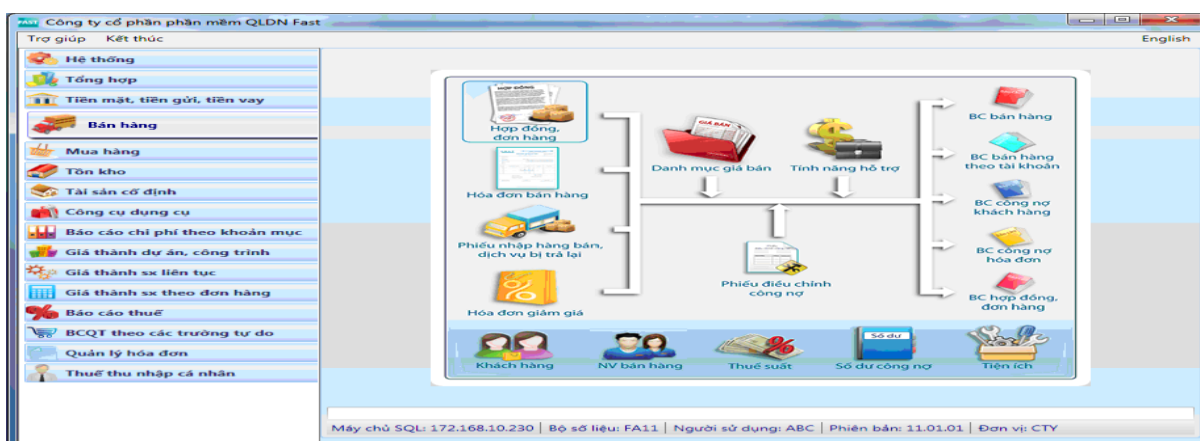 FAST Công ty cổ phần phần mềm QLDN Fast
Trợ giúp Kết thúc English
Hệ thống
Tổng hợp
Tiền mặt, tiền gửi, tiền vay
Bán hàng
Mua hàng
Tồn kho
Tài sản cố định
Công cụ dụng cụ
Báo cáo chi phí theo khoản mục
Giá thành dự án, công trình
Giá thành sx liên tục
Giá thành sx theo đơn hàng
Báo cáo thuế
BCQT theo các trường tự do
Quản lý hóa đơn
Thuế thu nhập cá nhân
HỢP ĐỒNG
Hợp đồng,
đơn hàng
Hóa đơn bán hàng
Phiếu nhập hàng bán,
dịch vụ bị trả lại
Hóa đơn giảm giá
GIÁ BÁN
Danh mục giá bán
Tính năng hỗ trợ
Phiếu điều chỉnh
công nợ
BC bán hàng
BC bán hàng
theo tài khoản
BC công nợ
khách hàng
BC công nợ
hóa đơn
BC hợp đồng,
đơn hàng
Khách hàng
NV bán hàng
Thuế suất
Số dư
Số dư công nợ
Tiện ích
Máy chủ SQL: 172.168.10.230 | Bộ số liệu: FA11 | Người sử dụng: ABC | Phiên bản: 11.01.01 | Đơn vị: CTY